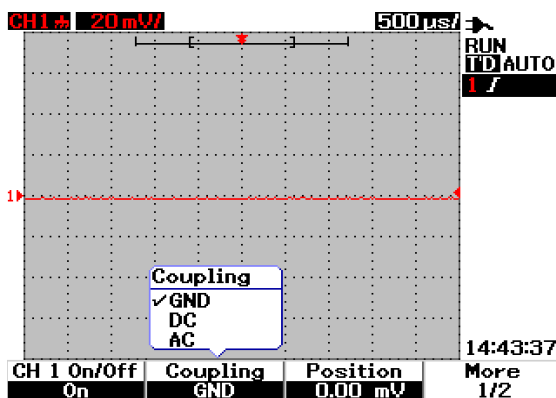 CH1 20 mV/ 500 µs/
RUN
T'D AUTO
1
1
Coupling
✓GND
DC
AC
14:43:37
CH 1 On/Off Coupling Position More
On GND 0.00 mV 1/2